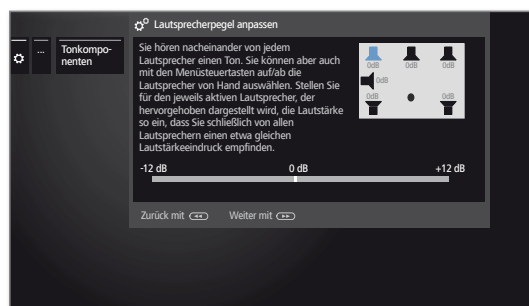 Lautsprecherpegel anpassen
...
Tonkompo-
nenten
Sie hören nacheinander von jedem
Lautsprecher einen Ton. Sie können aber auch
mit den Menüsteuertasten auf/ab die
Lautsprecher von Hand auswählen. Stellen Sie
für den jeweils aktiven Lautsprecher, der
hervorgehoben dargestellt wird, die Lautstärke
so ein, dass Sie schließlich von allen
Lautsprechern einen etwa gleichen
Lautstärkeeindruck empfinden.
0dB 0dB 0dB
0dB
0dB 0dB
-12 dB 0 dB +12 dB
Zurück mit Weiter mit